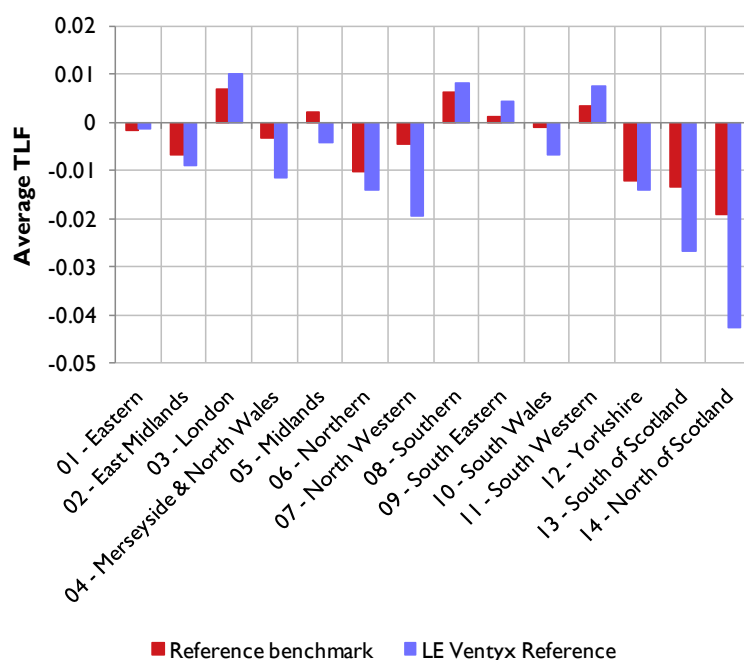 0.02
0.01
0
-0.01
-0.02
-0.03
-0.04
-0.05
Average TLF
01 - Eastern
02 - East Midlands
03 - London
04 - Merseyside & North Wales
05 - Midlands
06 - Northern
07 - North Western
08 - Southern
09 - South Eastern
10 - South Wales
11 - South Western
12 - Yorkshire
13 - South of Scotland
14 - North of Scotland
Reference benchmark LE Ventyx Reference